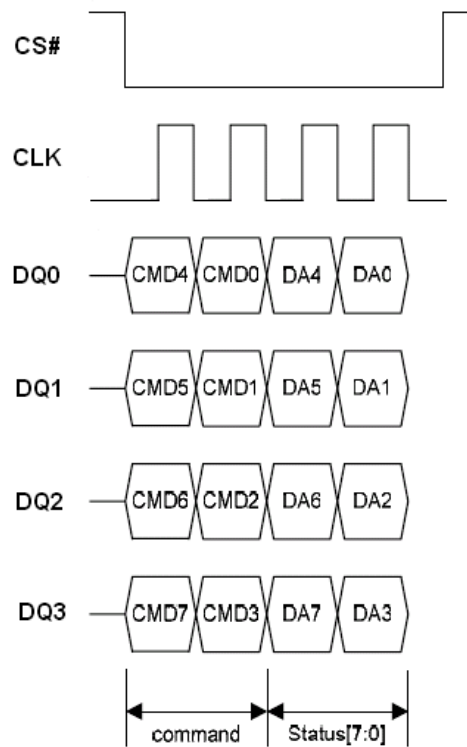 CS#
CLK
DQ0 CMD4 CMD0 DA4 DA0
DQ1 CMD5 CMD1 DA5 DA1
DQ2 CMD6 CMD2 DA6 DA2
DQ3 CMD7 CMD3 DA7 DA3
command Status[7:0]